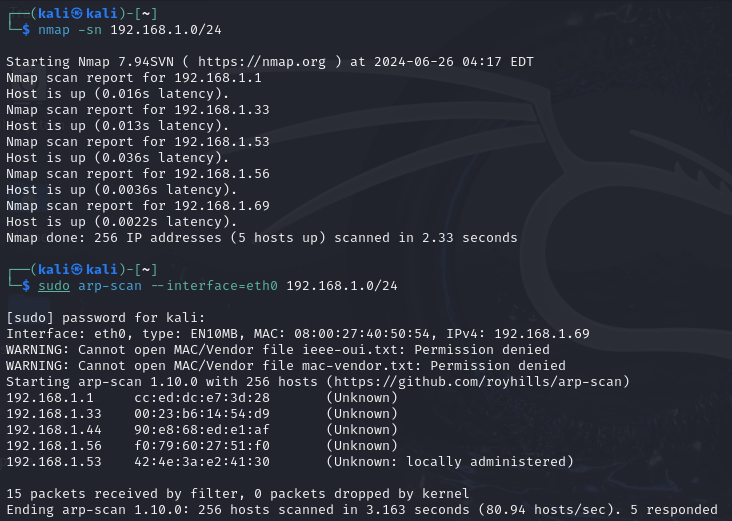 ┌──(kali㉿kali)-[~]
└─$ nmap -sn 192.168.1.0/24
Starting Nmap 7.94SVN ( https://nmap.org ) at 2024-06-26 04:17 EDT
Nmap scan report for 192.168.1.1
Host is up (0.016s latency).
Nmap scan report for 192.168.1.33
Host is up (0.013s latency).
Nmap scan report for 192.168.1.53
Host is up (0.036s latency).
Nmap scan report for 192.168.1.56
Host is up (0.0036s latency).
Nmap scan report for 192.168.1.69
Host is up (0.0022s latency).
Nmap done: 256 IP addresses (5 hosts up) scanned in 2.33 seconds
┌──(kali㉿kali)-[~]
└─$ sudo arp-scan --interface=eth0 192.168.1.0/24
[sudo] password for kali:
Interface: eth0, type: EN10MB, MAC: 08:00:27:40:50:54, IPv4: 192.168.1.69
WARNING: Cannot open MAC/Vendor file ieee-oui.txt: Permission denied
WARNING: Cannot open MAC/Vendor file mac-vendor.txt: Permission denied
Starting arp-scan 1.10.0 with 256 hosts (https://github.com/royhills/arp-scan)
192.168.1.1     cc:ed:dc:e7:3d:28       (Unknown)
192.168.1.33    00:23:b6:14:54:d9       (Unknown)
192.168.1.44    90:e8:68:ed:e1:af       (Unknown)
192.168.1.56    f0:79:60:27:51:f0       (Unknown)
192.168.1.53    42:4e:3a:e2:41:30       (Unknown: locally administered)
15 packets received by filter, 0 packets dropped by kernel
Ending arp-scan 1.10.0: 256 hosts scanned in 3.163 seconds (80.94 hosts/sec). 5 responded